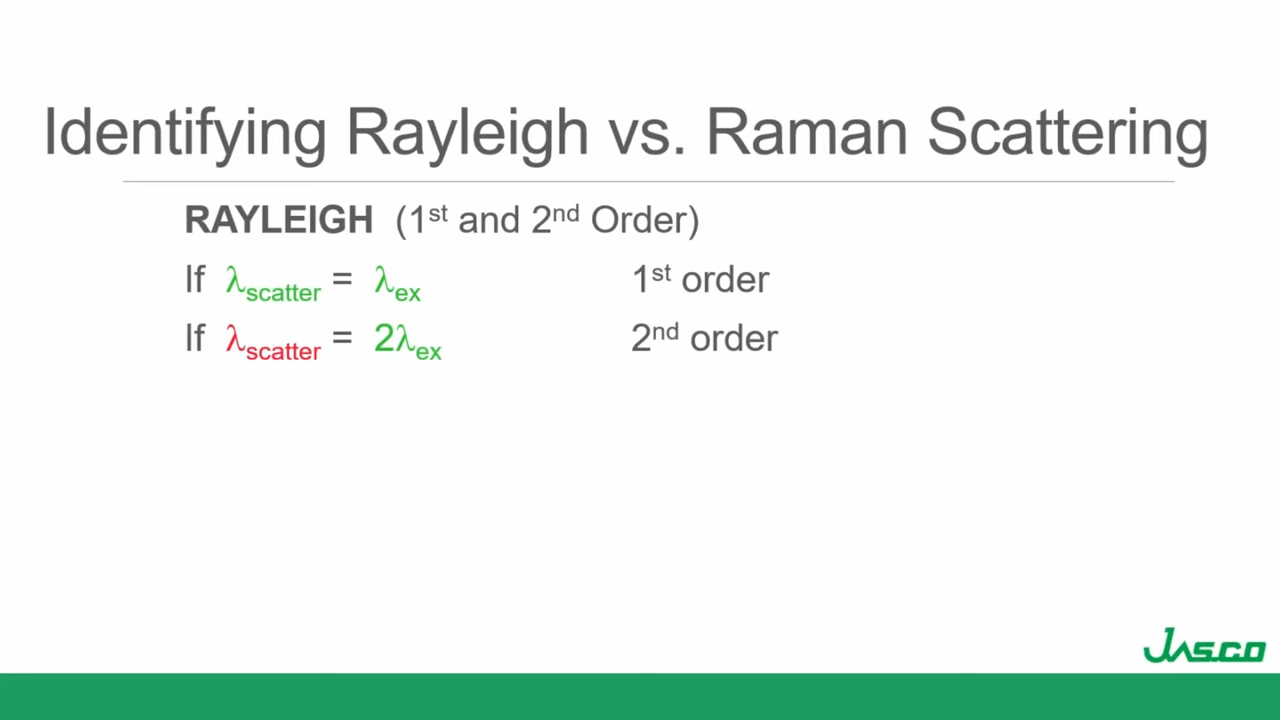 Identifying Rayleigh vs. Raman Scattering
RAYLEIGH (1st and 2nd Order)
If λscatter = λex 1st order
If λscatter = 2λex 2nd order
JASCO